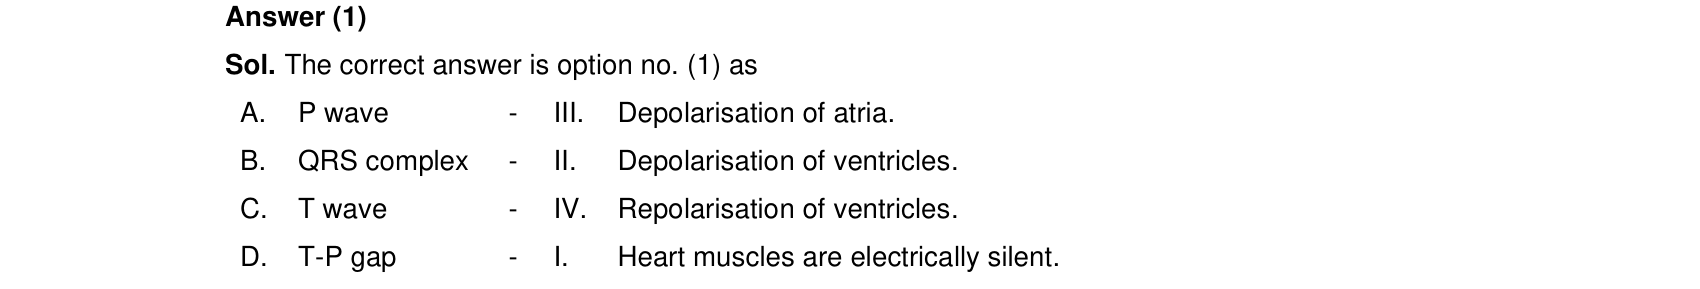 Answer (1)
Sol. The correct answer is option no. (1) as
A. P wave - III. Depolarisation of atria.
B. QRS complex - II. Depolarisation of ventricles.
C. T wave - IV. Repolarisation of ventricles.
D. T-P gap - I. Heart muscles are electrically silent.